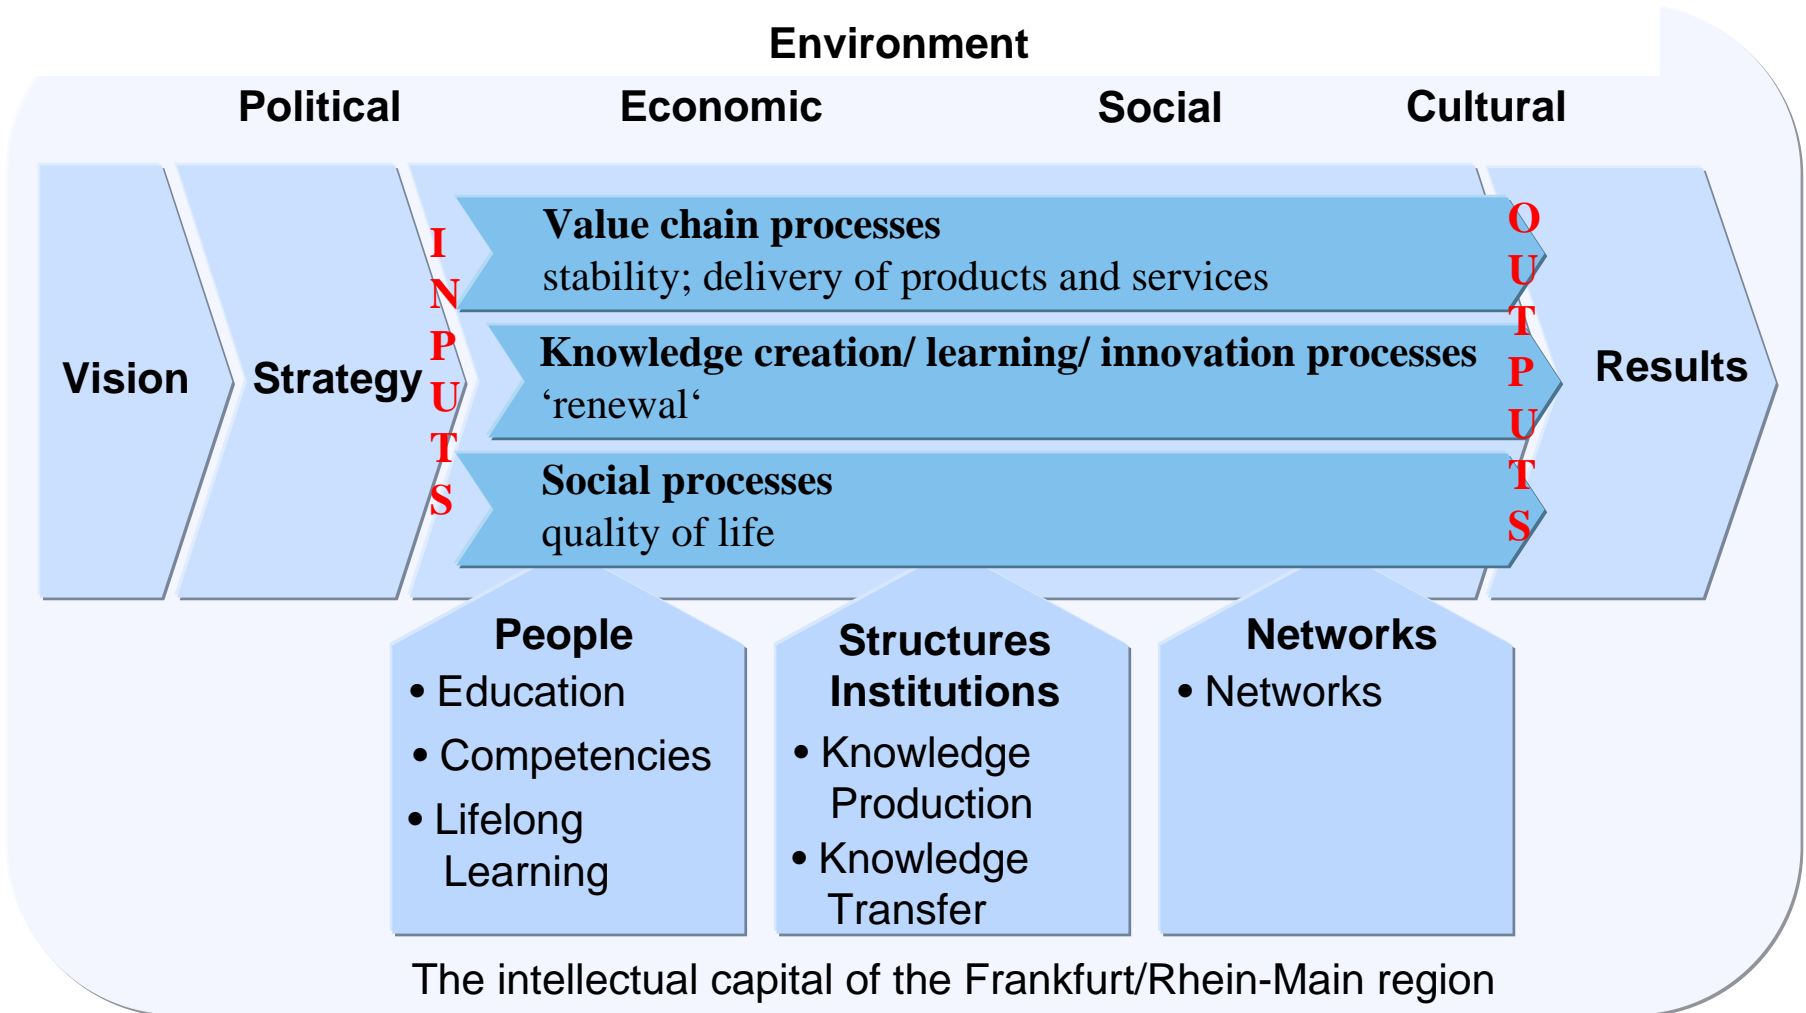 Environment
Political Economic Social Cultural
Vision
Strategy
INPUTS
Value chain processes
stability; delivery of products and services
Knowledge creation/ learning/ innovation processes
‘renewal‘
Social processes
quality of life
OUTPUTS
Results
People
• Education
• Competencies
• Lifelong
Learning
Structures
Institutions
• Knowledge
Production
• Knowledge
Transfer
Networks
• Networks
The intellectual capital of the Frankfurt/Rhein-Main region